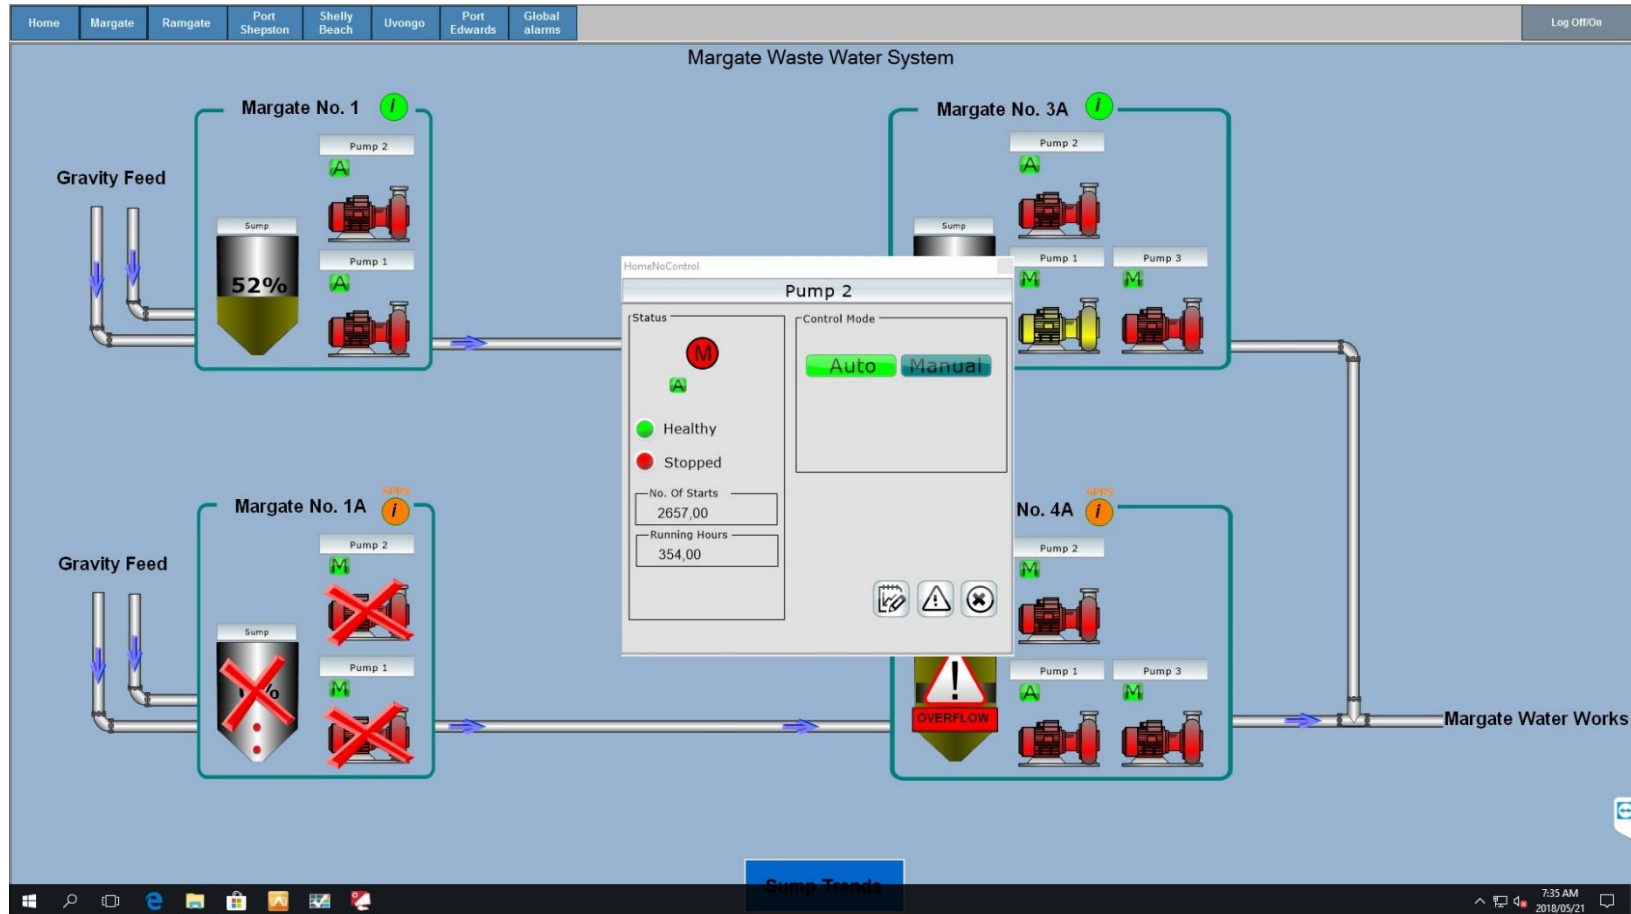 Home
Margate
Ramgate
Port
Shepston
Shelly
Beach
Uvongo
Port
Edwards
Global
alarms
Log Off/On
Margate Waste Water System
Margate No. 1
i
Pump 2
A
Gravity Feed
Sump
52%
Pump 1
A
Margate No. 3A
i
Pump 2
A
Sump
Pump 1
M
Pump 3
M
HomeNoControl
Pump 2
Status
M
A
Healthy
Stopped
No. Of Starts
2657,00
Running Hours
354,00
Control Mode
Auto
Manual
Margate No. 1A
GPRS
i
Pump 2
M
Gravity Feed
Sump
Pump 1
M
No. 4A
GPRS
i
Pump 2
M
!
OVERFLOW
Pump 1
A
Pump 3
M
Margate Water Works
Sump Trends
7:35 AM
2018/05/21